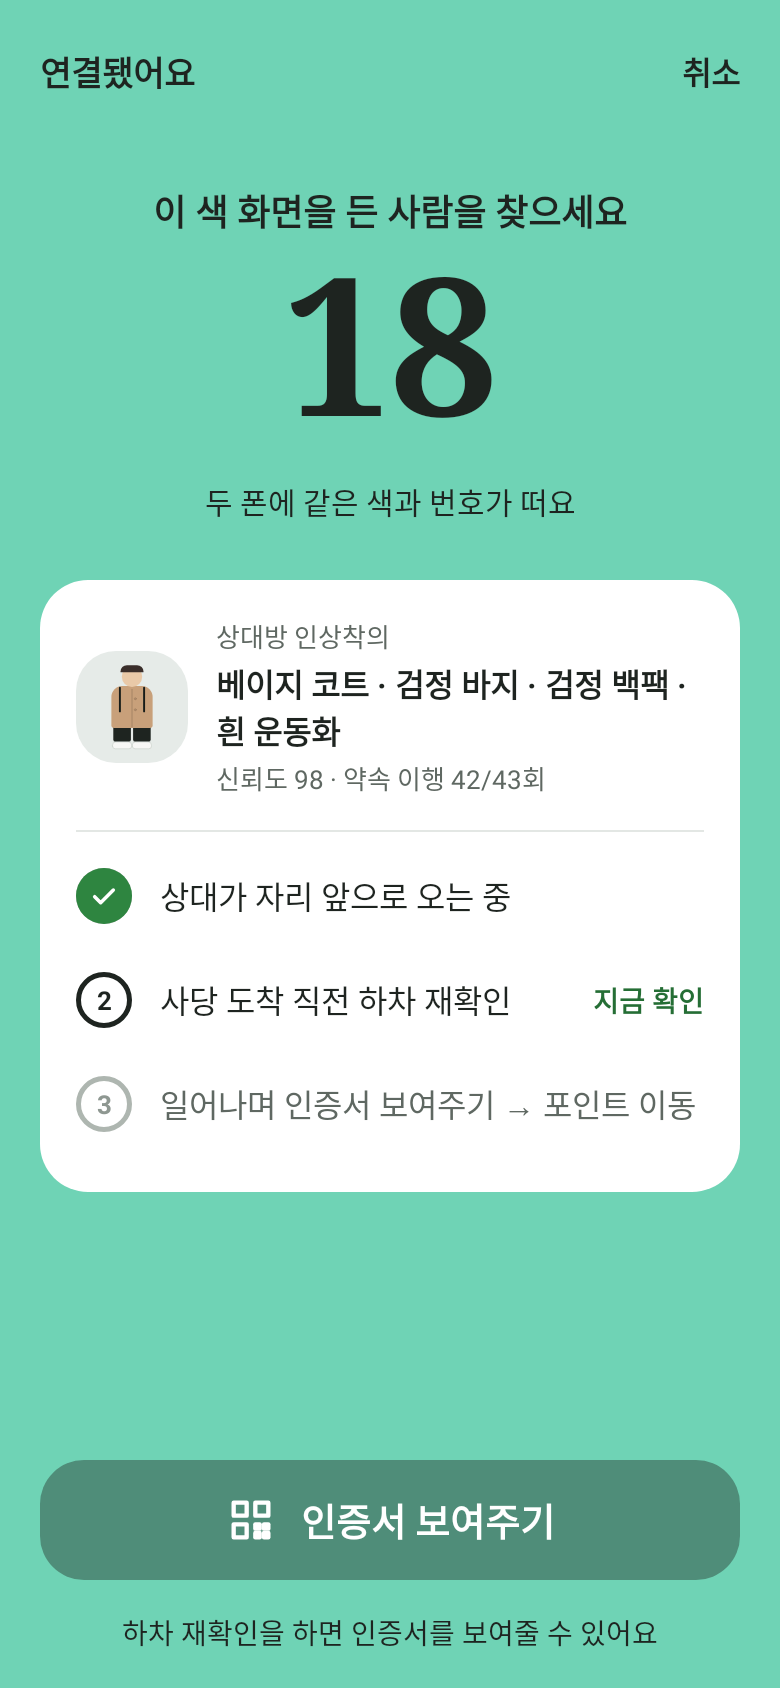 연결됐어요
취소
이 색 화면을 든 사람을 찾으세요
18
두 폰에 같은 색과 번호가 떠요
상대방 인상착의
베이지 코트 · 검정 바지 · 검정 백팩 ·
흰 운동화
신뢰도 98 · 약속 이행 42/43회
상대가 자리 앞으로 오는 중
2 사당 도착 직전 하차 재확인 지금 확인
3 일어나며 인증서 보여주기 → 포인트 이동
인증서 보여주기
하차 재확인을 하면 인증서를 보여줄 수 있어요